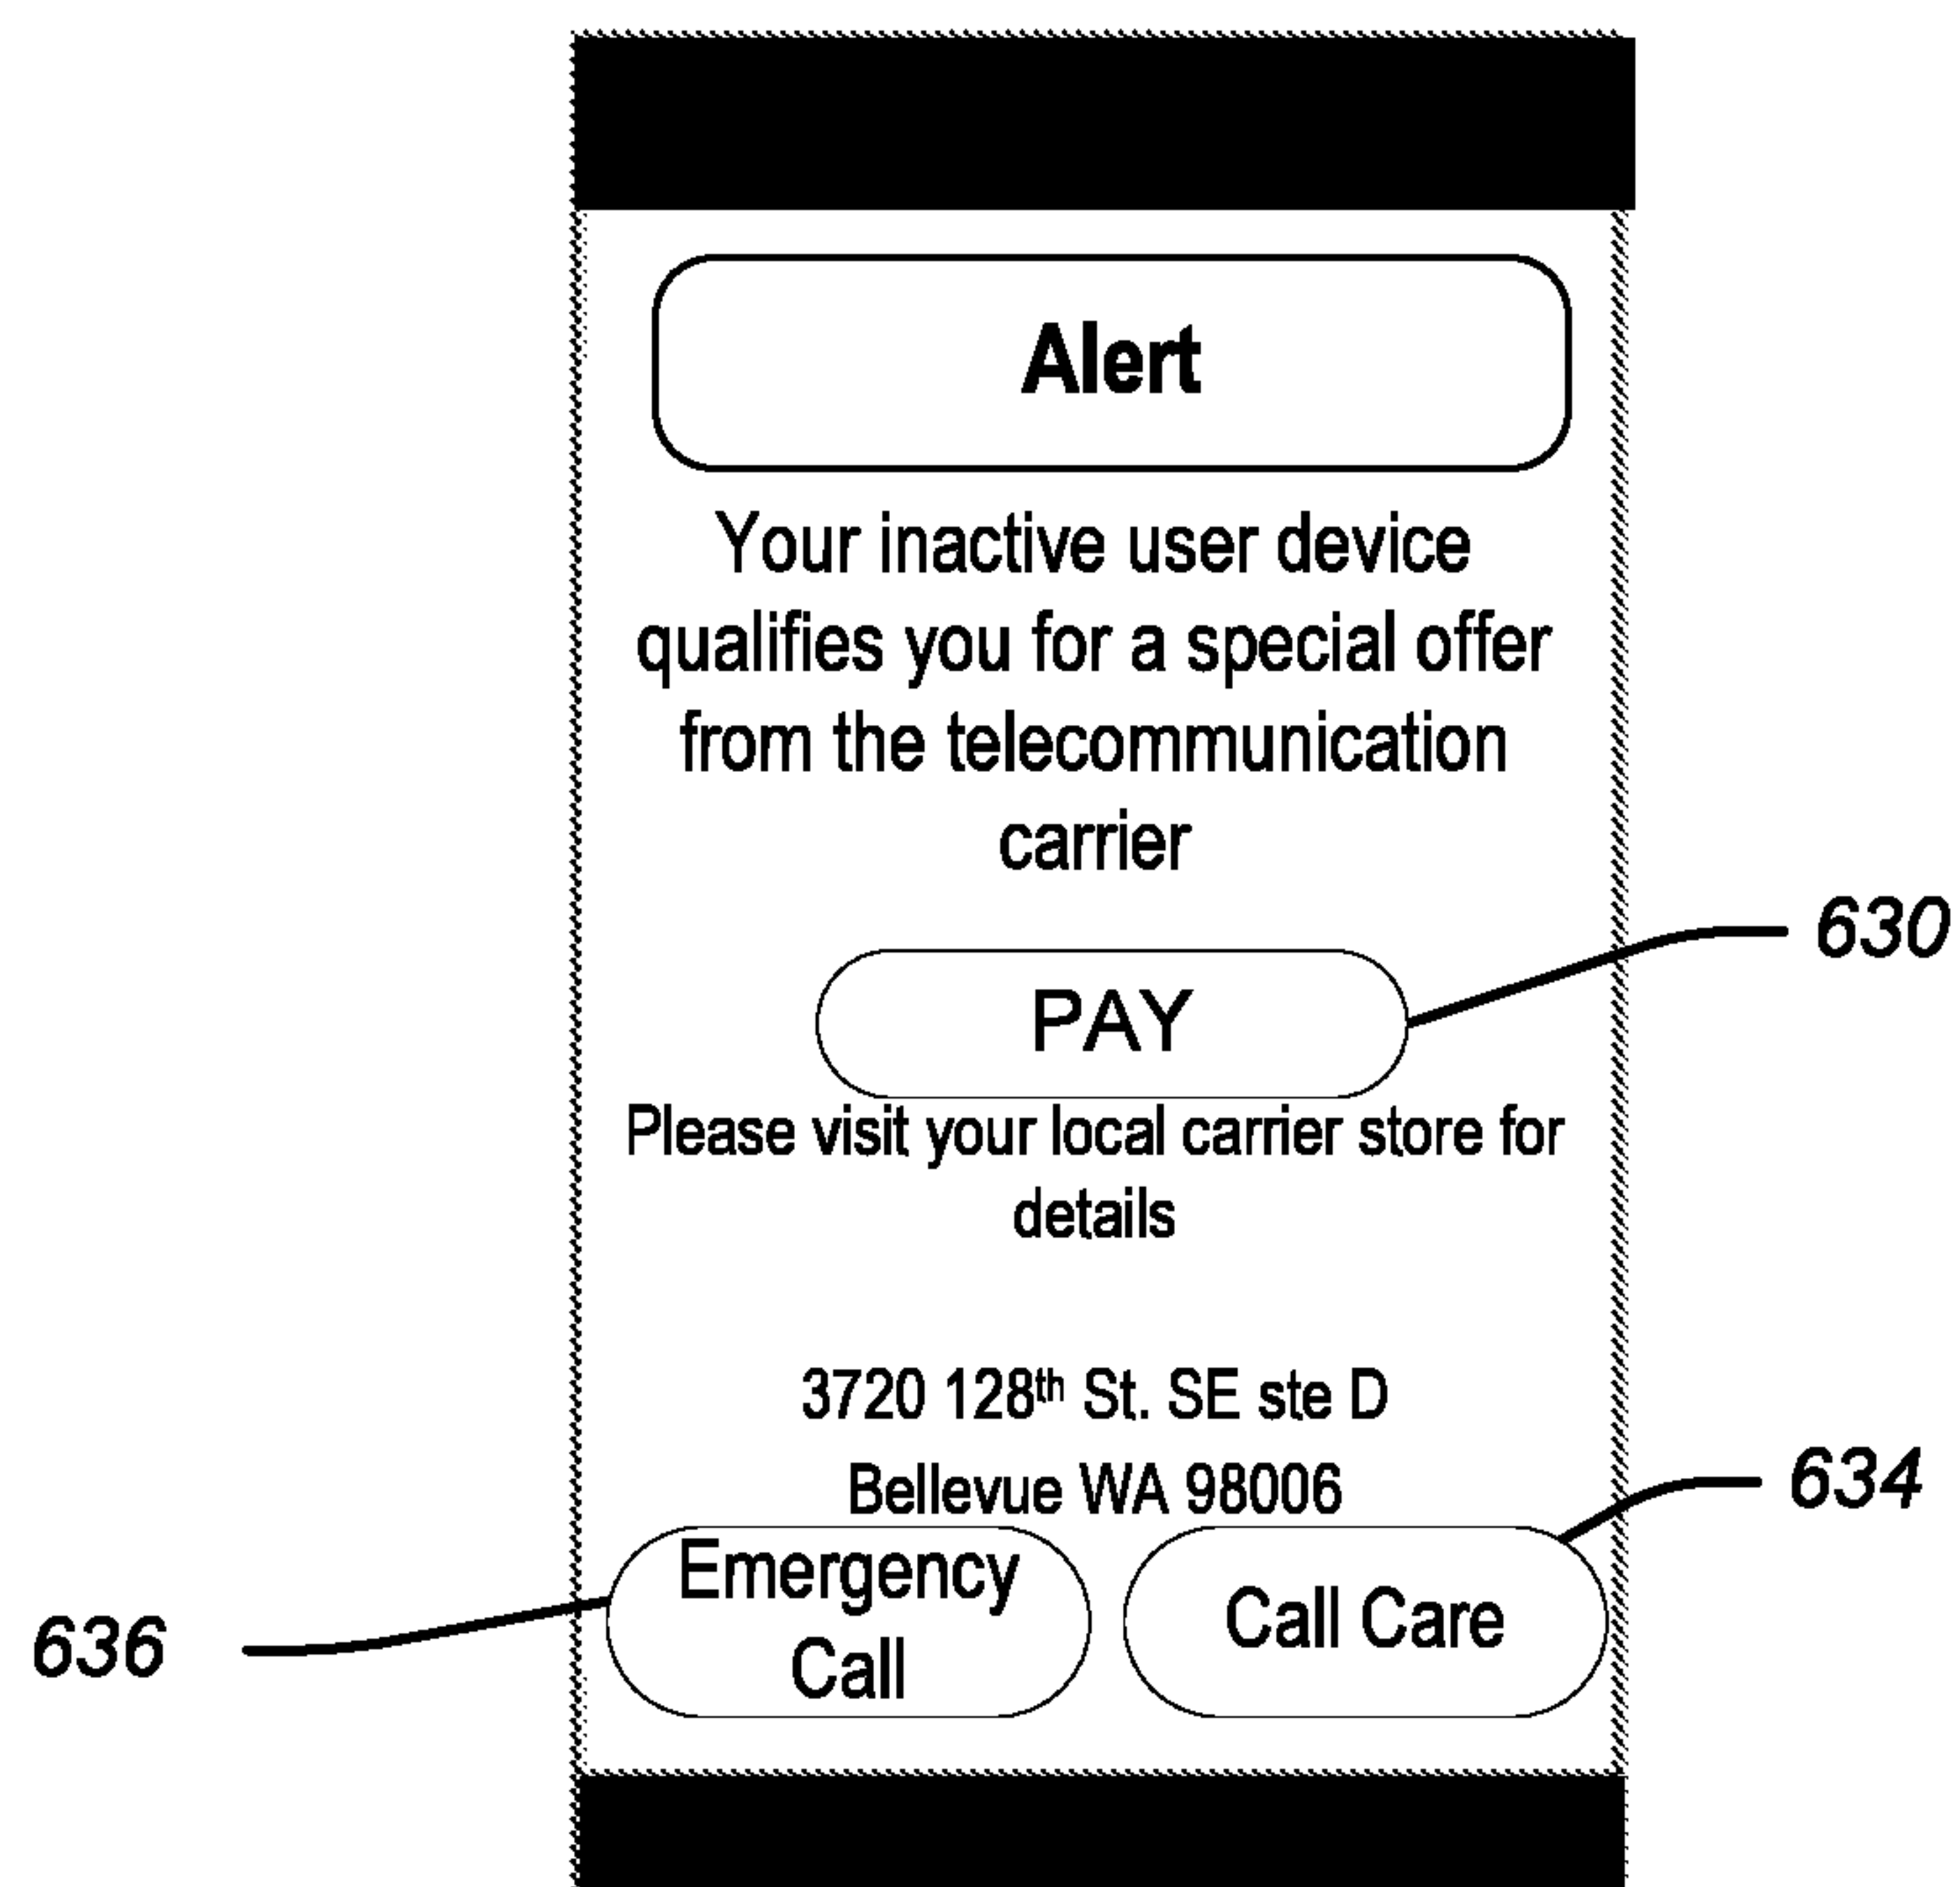 Alert
Your inactive user device
qualifies you for a special offer
from the telecommunication
carrier
630
PAY
Please visit your local carrier store for
details
3720 128th St. SE ste D
Bellevue WA 98006
634
Emergency
Call
Call Care
636